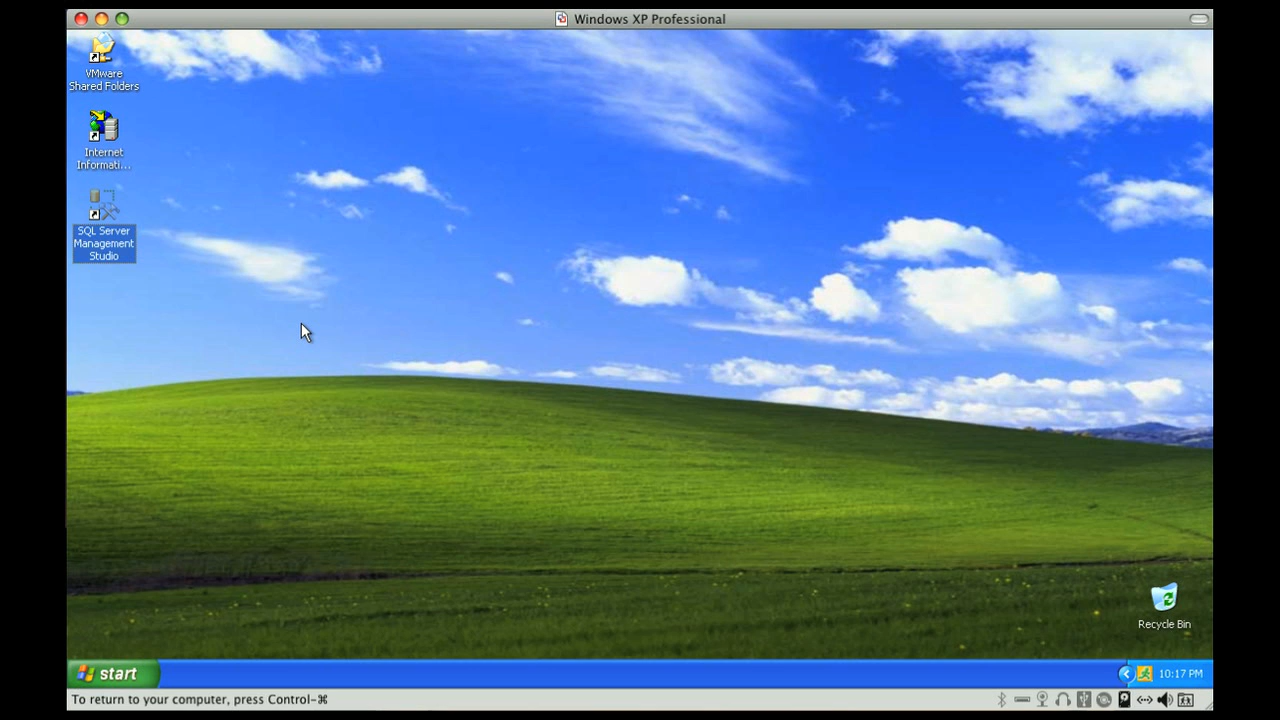 Windows XP Professional
VMware
Shared Folders
Internet
Informati...
SQL Server
Management
Studio
Recycle Bin
start
10:17 PM
To return to your computer, press Control-⌘